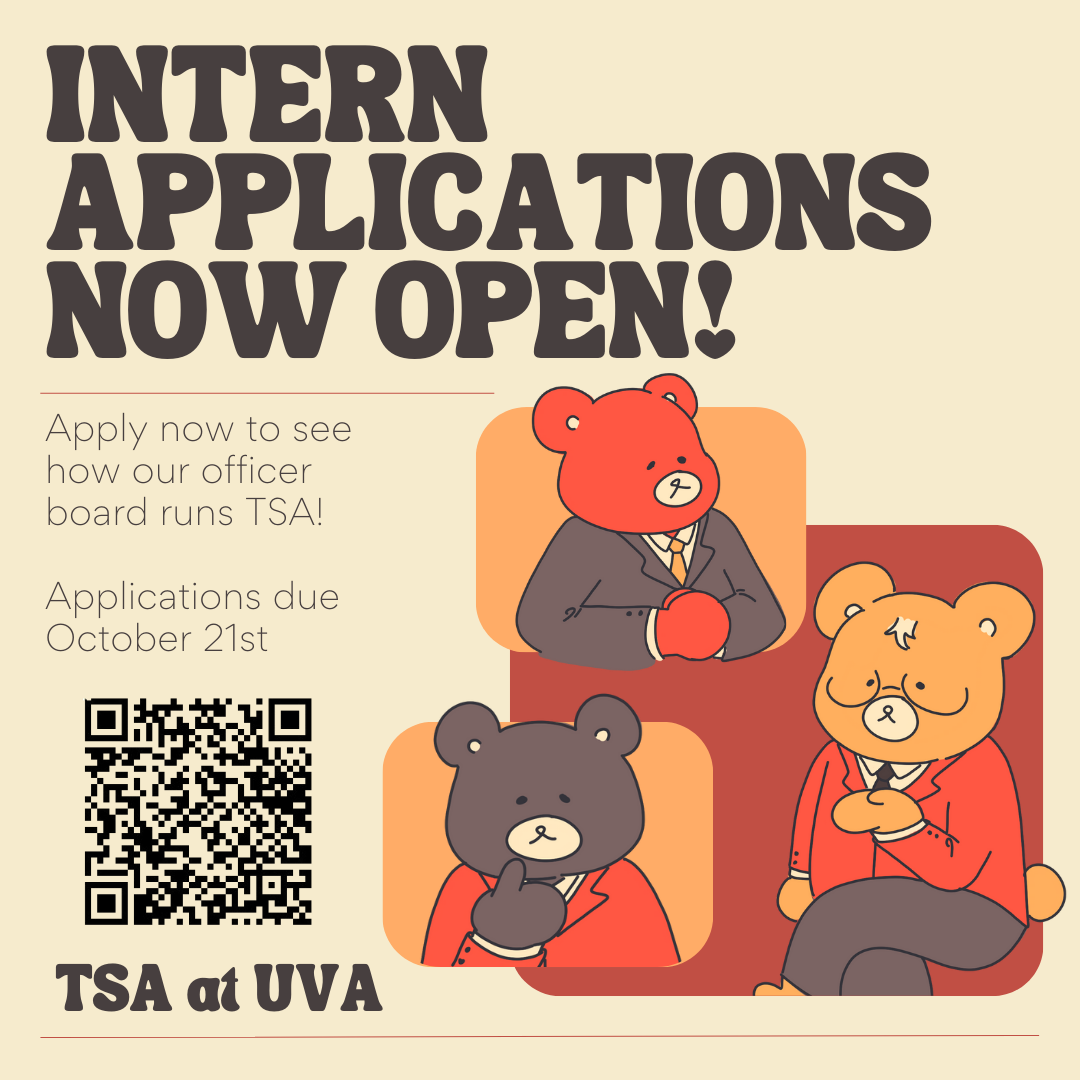 INTERN
APPLICATIONS
NOW OPEN!
Apply now to see
how our officer
board runs TSA!
Applications due
October 21st
TSA at UVA